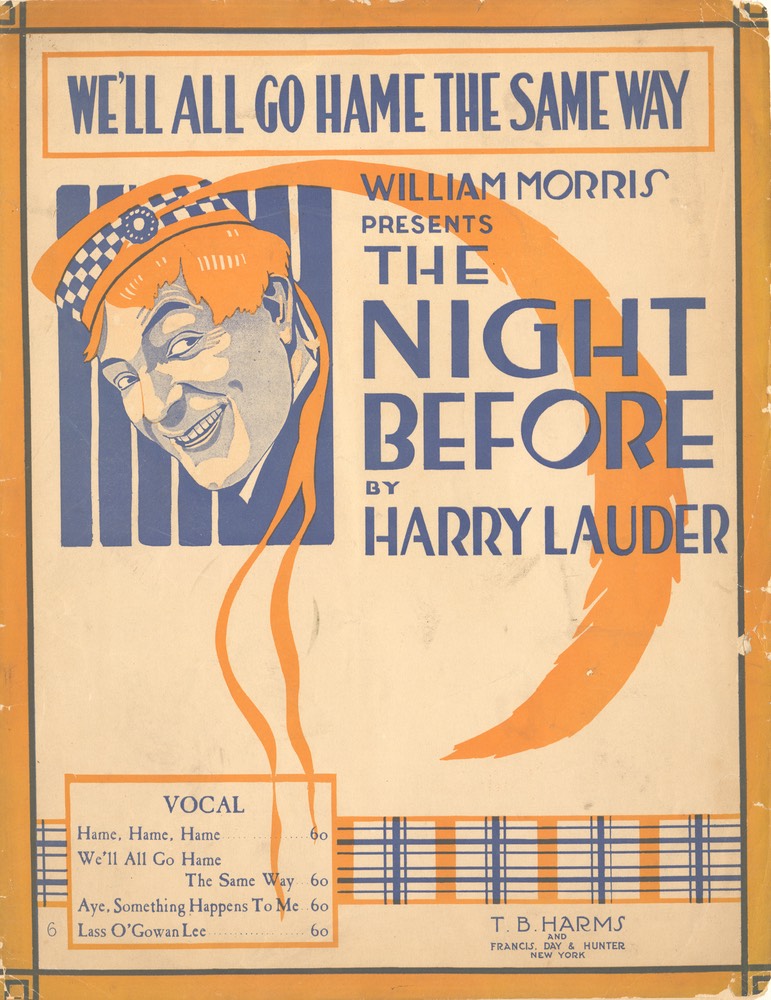 WE'LL ALL GO HAME THE SAME WAY
WILLIAM MORRIS
PRESENTS
THE
NIGHT
BEFORE
BY
HARRY LAUDER
VOCAL
Hame, Hame, Hame 60
We'll All Go Hame
The Same Way 60
Aye, Something Happens To Me 60
Lass O'Gowan Lee 60
6
T. B. HARMS
AND
FRANCIS, DAY & HUNTER
NEW YORK